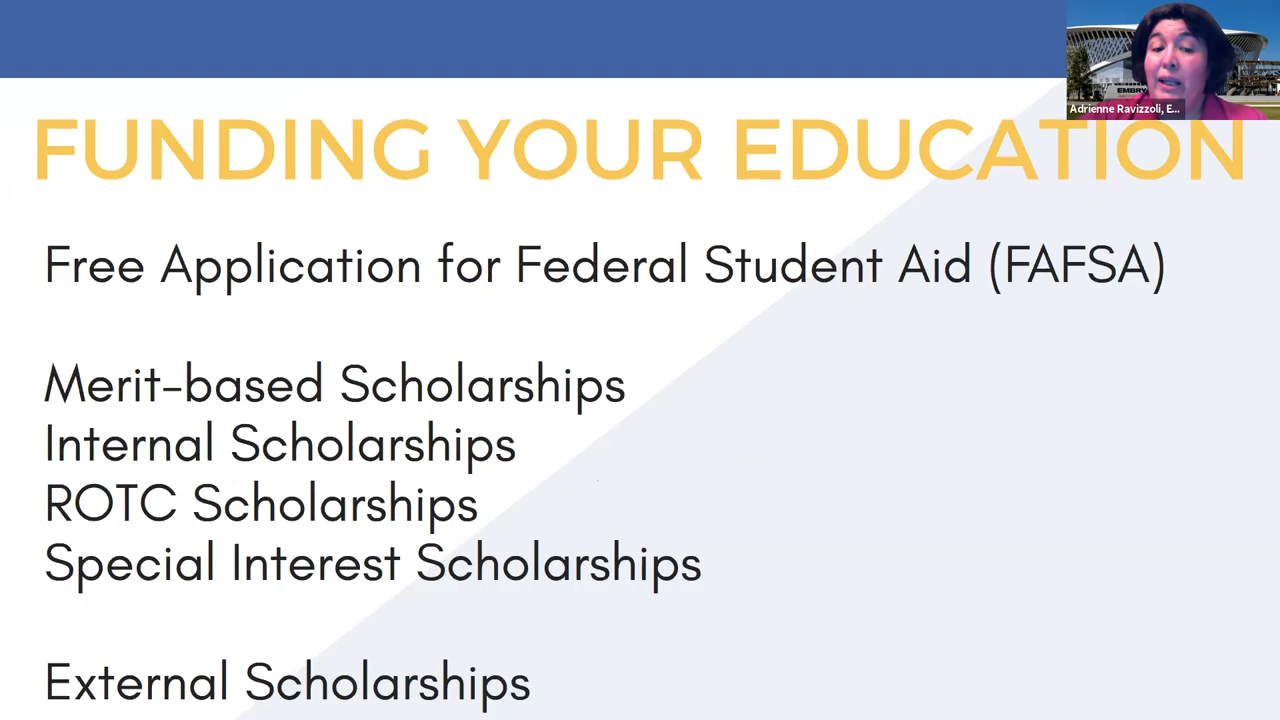 EMBRY
Adrienne Ravizzoli, E...
FUNDING YOUR EDUCATION
Free Application for Federal Student Aid (FAFSA)
Merit-based Scholarships
Internal Scholarships
ROTC Scholarships
Special Interest Scholarships
External Scholarships